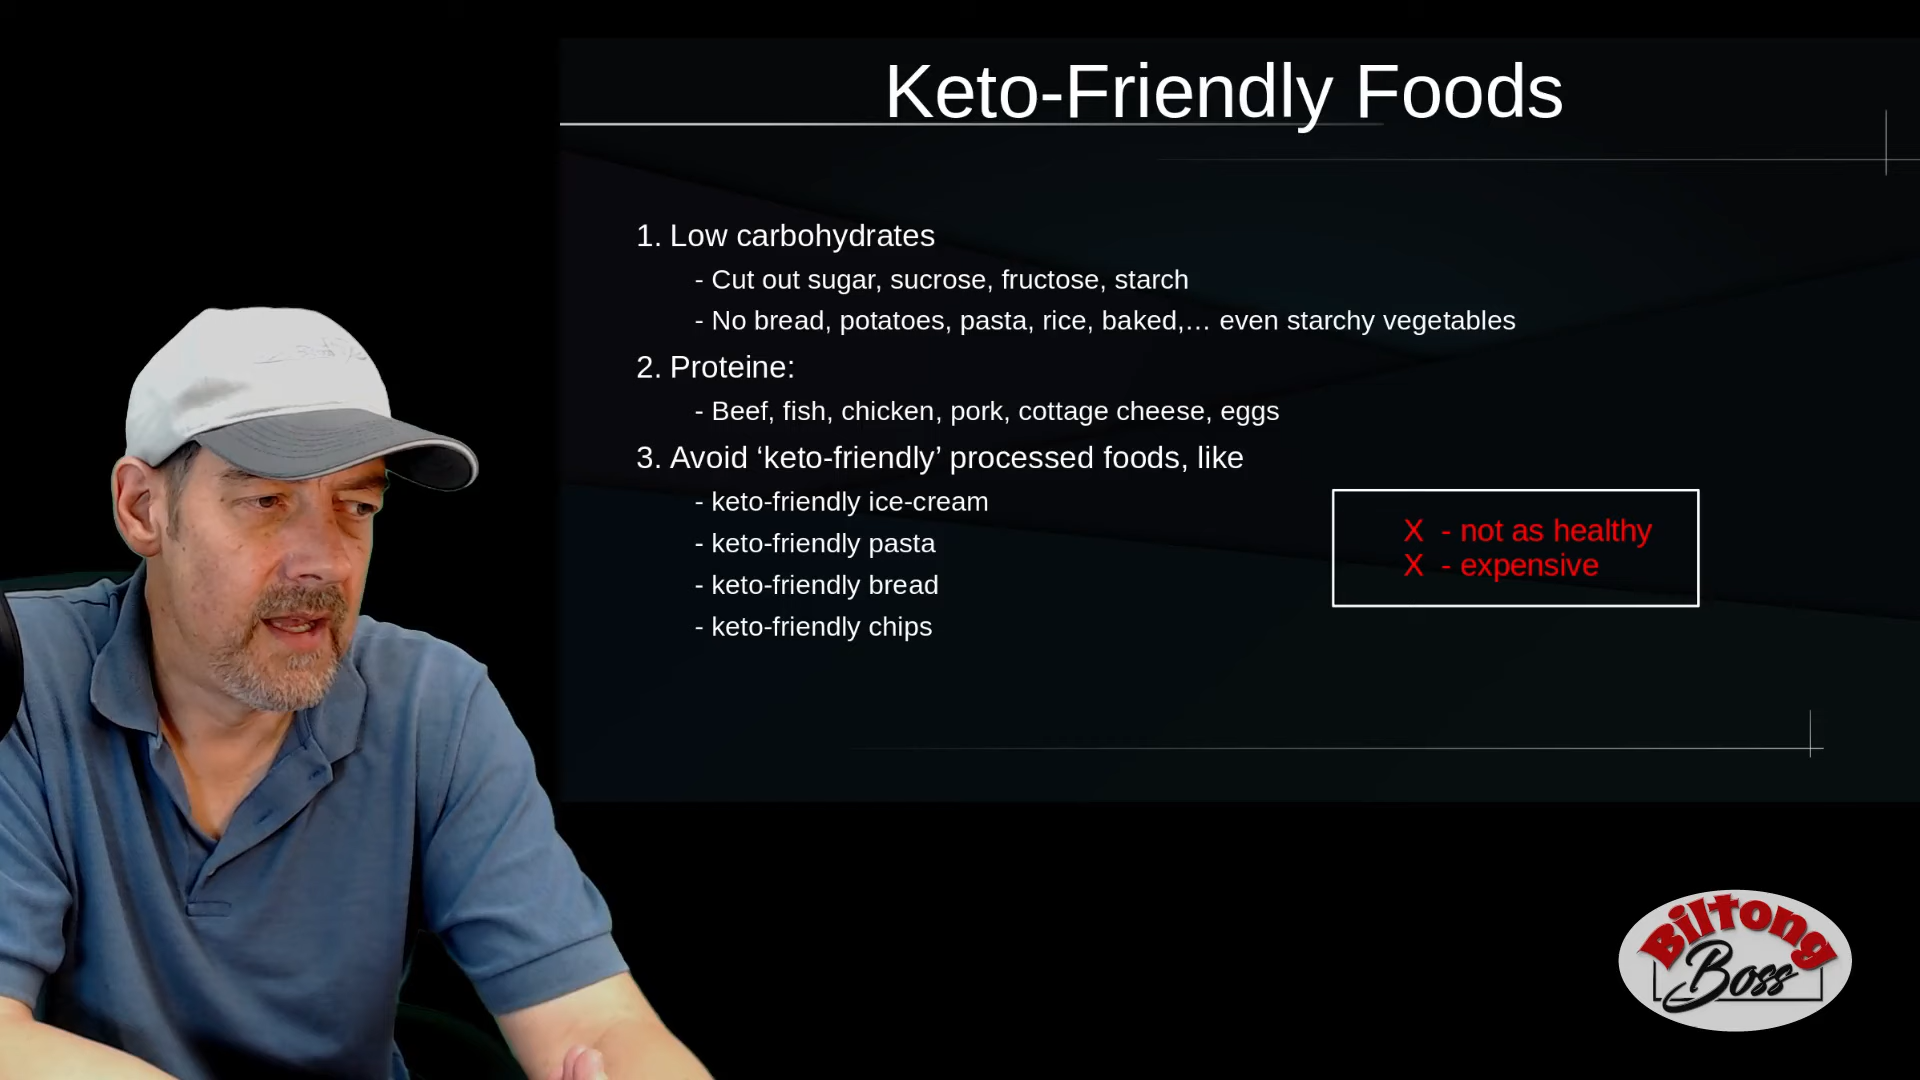 Keto-Friendly Foods
1. Low carbohydrates
- Cut out sugar, sucrose, fructose, starch
- No bread, potatoes, pasta, rice, baked,… even starchy vegetables
2. Proteine:
- Beef, fish, chicken, pork, cottage cheese, eggs
3. Avoid ‘keto-friendly’ processed foods, like
- keto-friendly ice-cream
- keto-friendly pasta
- keto-friendly bread
- keto-friendly chips
X - not as healthy
X - expensive
Biltong
Boss